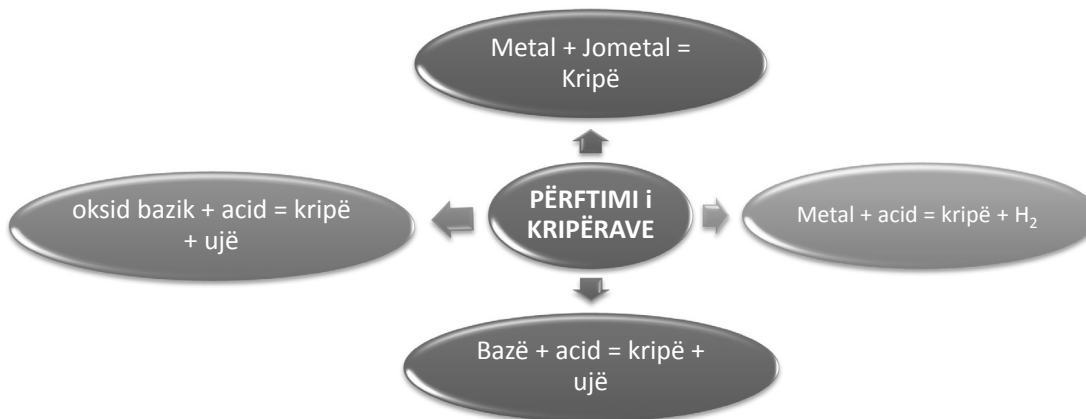 Metal + Jometal =
Kripë
oksid bazik + acid = kripë
+ ujë
PËRFTIMI i
KRIPËRAVE
Metal + acid = kripë + H₂
Bazë + acid = kripë +
ujë